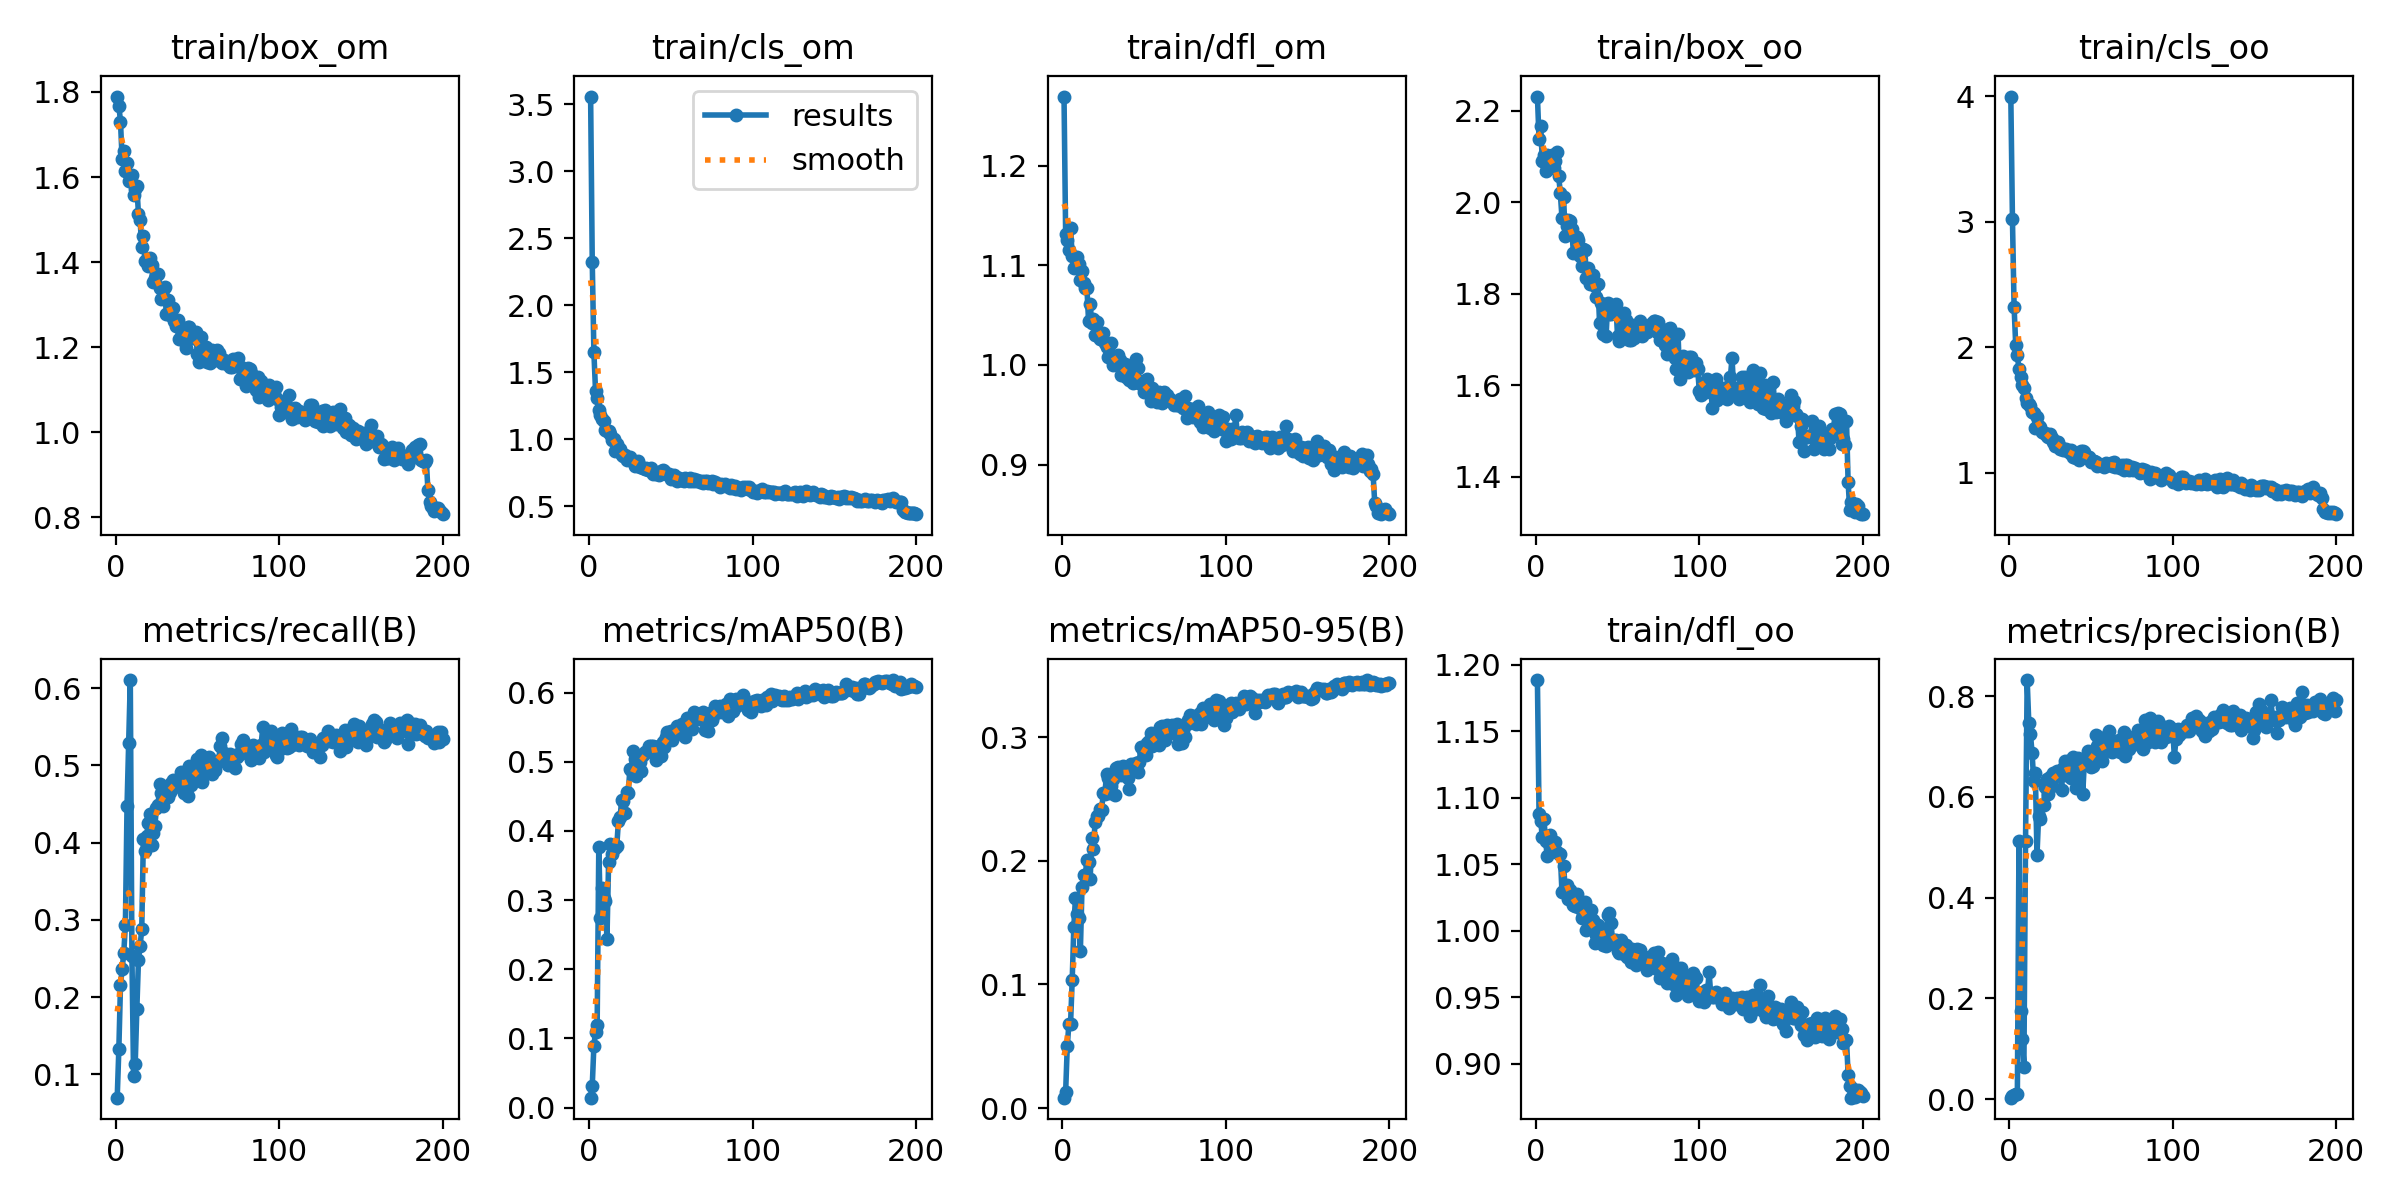 train/box_om
1.8
1.6
1.4
1.2
1.0
0.8
0 100 200
train/cls_om
3.5
3.0
2.5
2.0
1.5
1.0
0.5
results
smooth
0 100 200
train/dfl_om
1.2
1.1
1.0
0.9
0 100 200
train/box_oo
2.2
2.0
1.8
1.6
1.4
0 100 200
train/cls_oo
4
3
2
1
0 100 200
metrics/recall(B)
0.6
0.5
0.4
0.3
0.2
0.1
0 100 200
metrics/mAP50(B)
0.6
0.5
0.4
0.3
0.2
0.1
0.0
0 100 200
metrics/mAP50-95(B)
0.3
0.2
0.1
0.0
0 100 200
train/dfl_oo
1.20
1.15
1.10
1.05
1.00
0.95
0.90
0 100 200
metrics/precision(B)
0.8
0.6
0.4
0.2
0.0
0 100 200